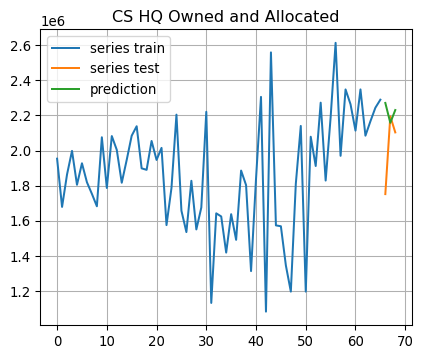 CS HQ Owned and Allocated
1e6
series train
series test
prediction
2.6
2.4
2.2
2.0
1.8
1.6
1.4
1.2
0 10 20 30 40 50 60 70